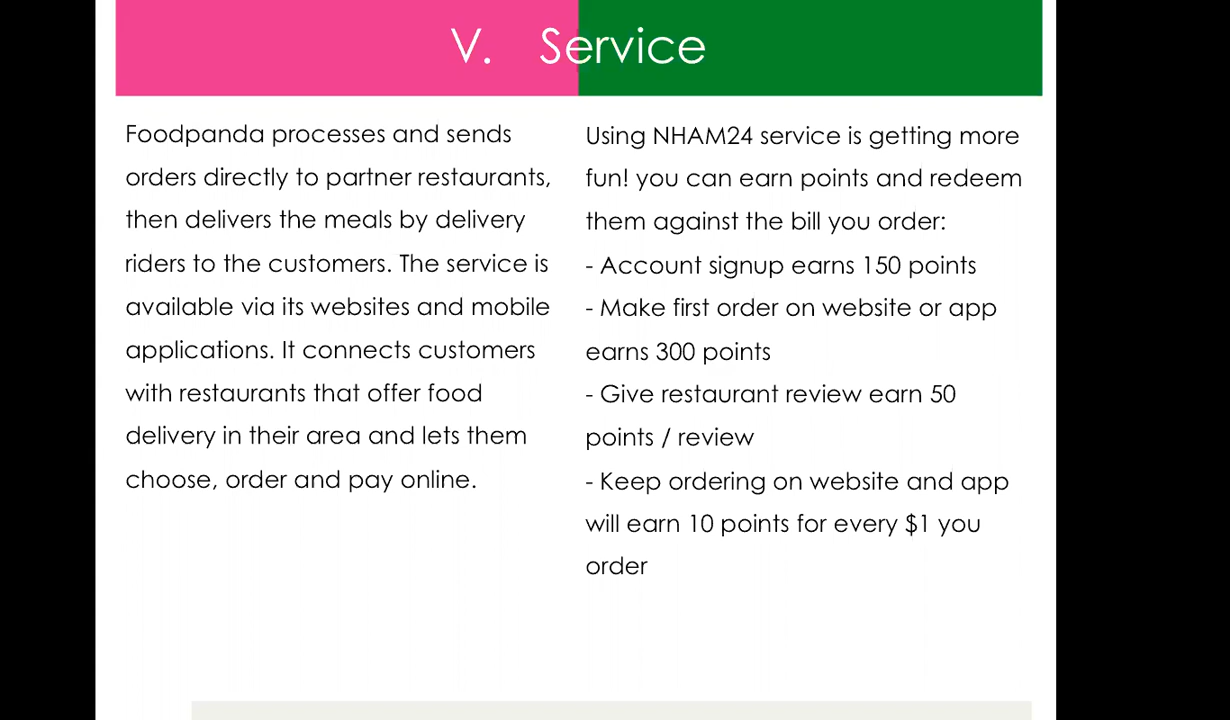 V. Service
Foodpanda processes and sends
orders directly to partner restaurants,
then delivers the meals by delivery
riders to the customers. The service is
available via its websites and mobile
applications. It connects customers
with restaurants that offer food
delivery in their area and lets them
choose, order and pay online.
Using NHAM24 service is getting more
fun! you can earn points and redeem
them against the bill you order:
- Account signup earns 150 points
- Make first order on website or app
earns 300 points
- Give restaurant review earn 50
points / review
- Keep ordering on website and app
will earn 10 points for every $1 you
order